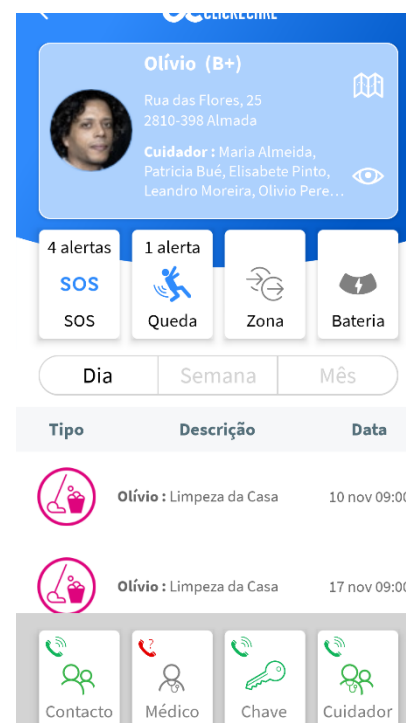 CLICKECARE
Olívio (B+)
Rua das Flores, 25
2810-398 Almada
Cuidador : Maria Almeida,
Patricia Bué, Elisabete Pinto,
Leandro Moreira, Olivio Pere...
4 alertas
SOS
SOS
1 alerta
Queda
Zona
Bateria
Dia
Semana
Mês
Tipo
Descrição
Data
Olívio : Limpeza da Casa
10 nov 09:00
Olívio : Limpeza da Casa
17 nov 09:00
?
Contacto
Médico
Chave
Cuidador